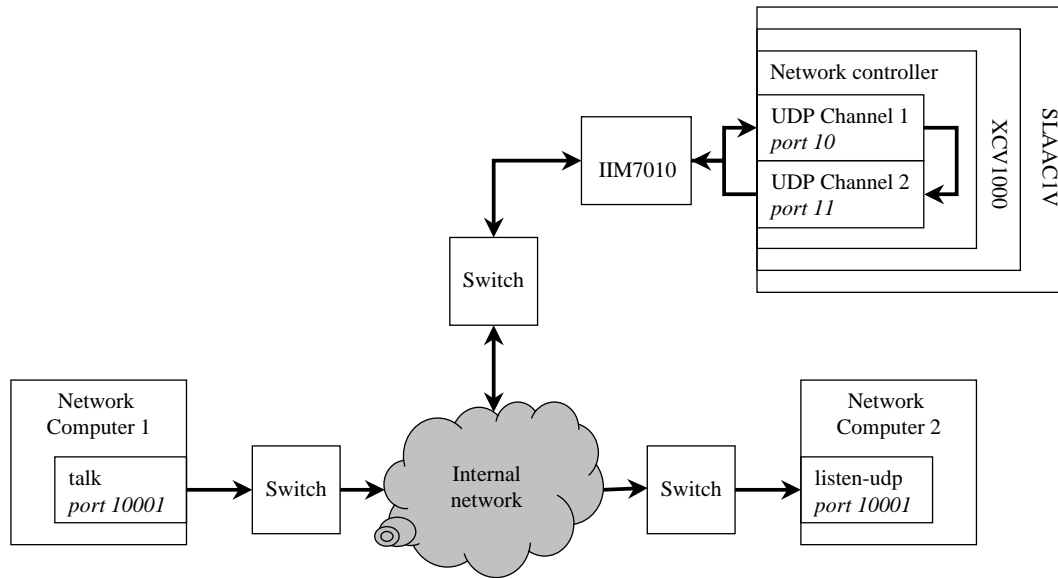 Network controller
UDP Channel 1
port 10
UDP Channel 2
port 11
XCV1000
SLAAC1V
IIM7010
Switch
Network
Computer 1
talk
port 10001
Switch
Internal
network
Switch
Network
Computer 2
listen-udp
port 10001